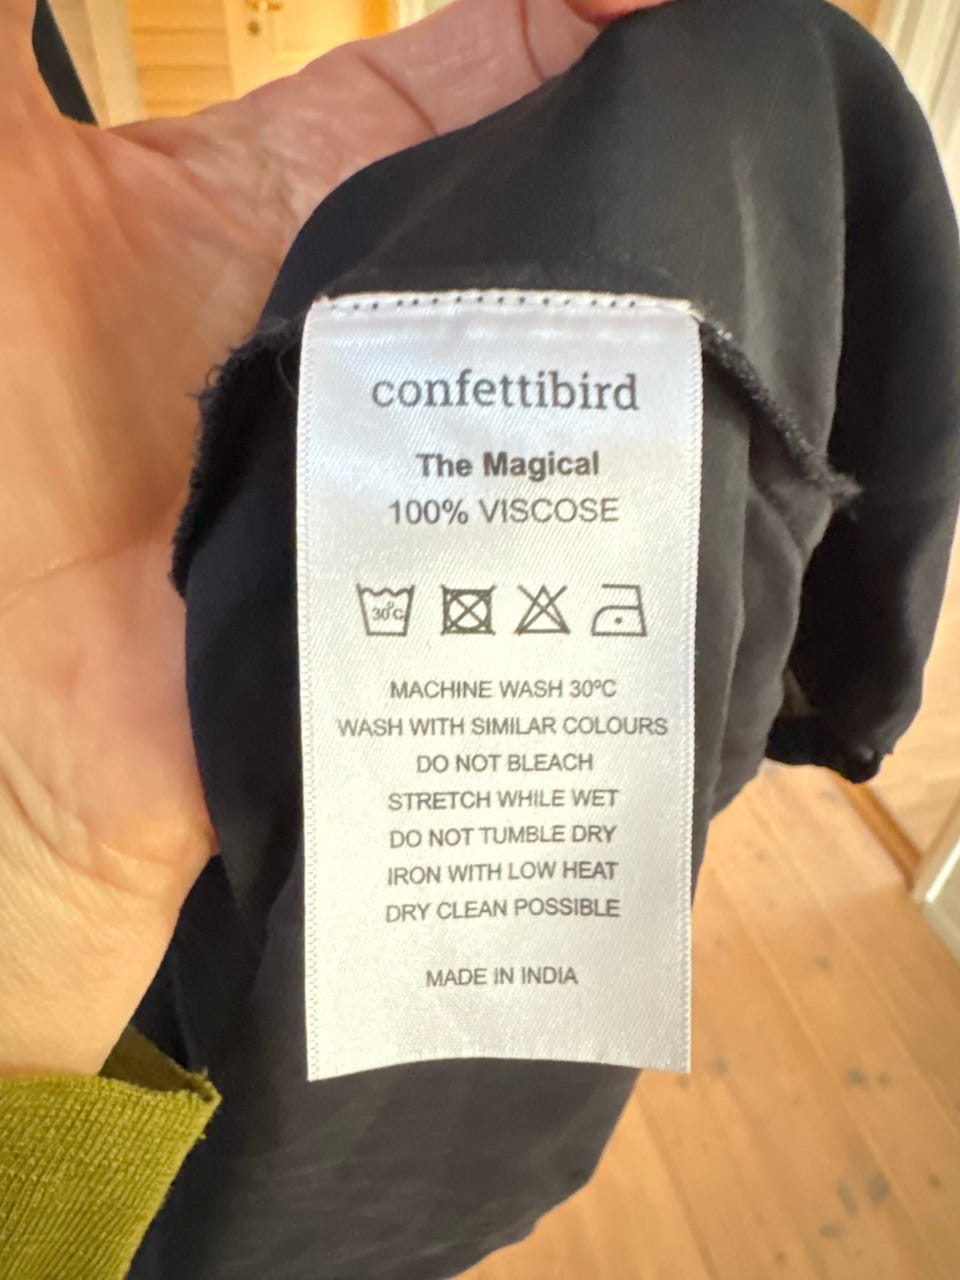 confettibird
The Magical
100% VISCOSE
30°C
MACHINE WASH 30ºC
WASH WITH SIMILAR COLOURS
DO NOT BLEACH
STRETCH WHILE WET
DO NOT TUMBLE DRY
IRON WITH LOW HEAT
DRY CLEAN POSSIBLE
MADE IN INDIA